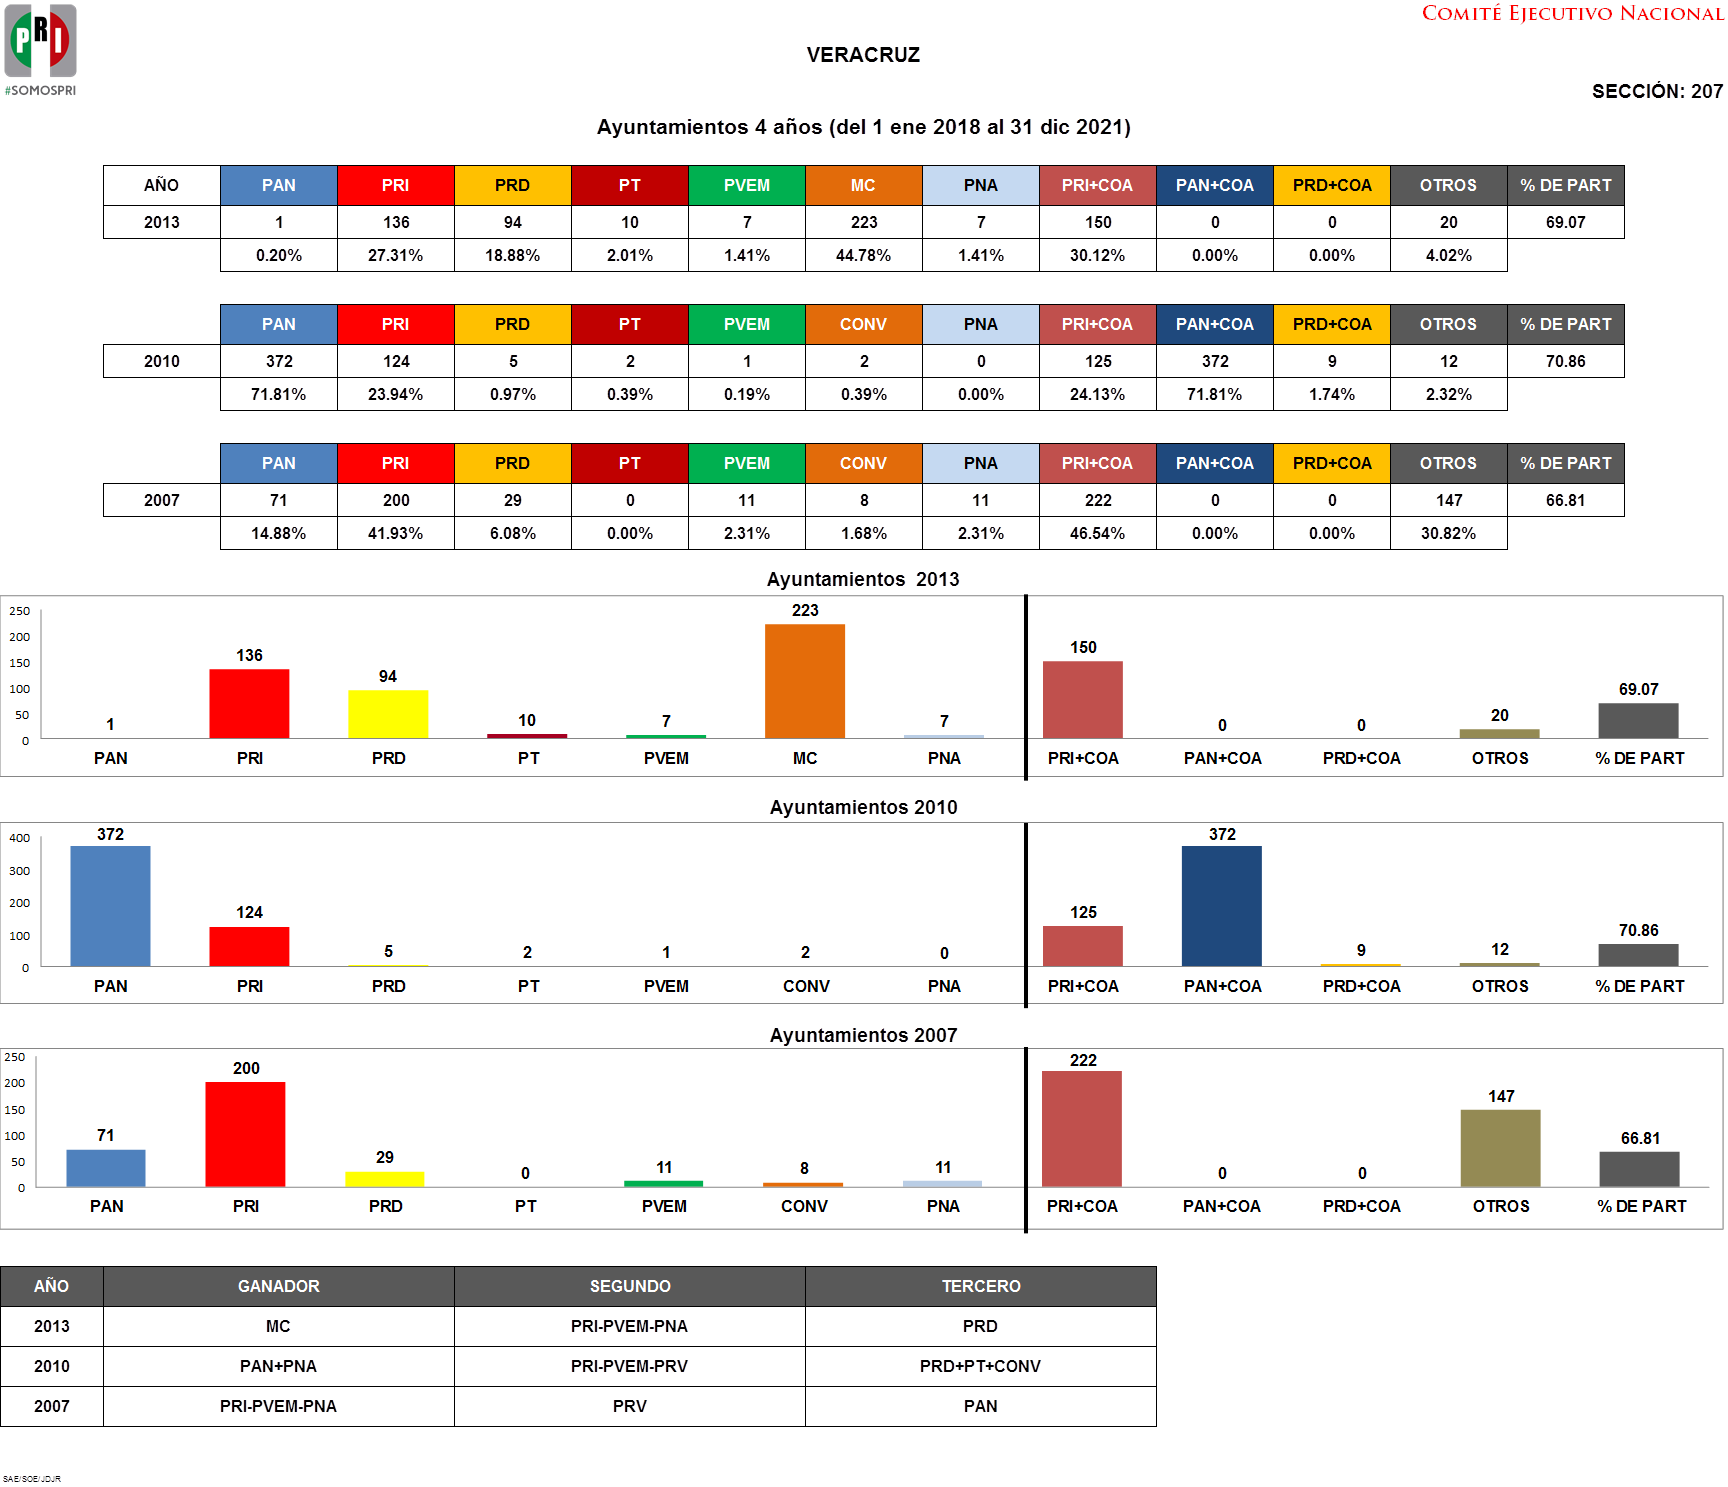 PRI
#SOMOSPRI
COMITÉ EJECUTIVO NACIONAL
VERACRUZ
SECCIÓN: 207
Ayuntamientos 4 años (del 1 ene 2018 al 31 dic 2021)
AÑO PAN PRI PRD PT PVEM MC PNA PRI+COA PAN+COA PRD+COA OTROS % DE PART
2013 1 136 94 10 7 223 7 150 0 0 20 69.07
0.20% 27.31% 18.88% 2.01% 1.41% 44.78% 1.41% 30.12% 0.00% 0.00% 4.02%
PAN PRI PRD PT PVEM CONV PNA PRI+COA PAN+COA PRD+COA OTROS % DE PART
2010 372 124 5 2 1 2 0 125 372 9 12 70.86
71.81% 23.94% 0.97% 0.39% 0.19% 0.39% 0.00% 24.13% 71.81% 1.74% 2.32%
PAN PRI PRD PT PVEM CONV PNA PRI+COA PAN+COA PRD+COA OTROS % DE PART
2007 71 200 29 0 11 8 11 222 0 0 147 66.81
14.88% 41.93% 6.08% 0.00% 2.31% 1.68% 2.31% 46.54% 0.00% 0.00% 30.82%
Ayuntamientos 2013
250
200
150
100
50
0
1 136 94 10 7 223 7 150 0 0 20 69.07
PAN PRI PRD PT PVEM MC PNA PRI+COA PAN+COA PRD+COA OTROS % DE PART
Ayuntamientos 2010
400
300
200
100
0
372 124 5 2 1 2 0 125 372 9 12 70.86
PAN PRI PRD PT PVEM CONV PNA PRI+COA PAN+COA PRD+COA OTROS % DE PART
Ayuntamientos 2007
250
200
150
100
50
0
71 200 29 0 11 8 11 222 0 0 147 66.81
PAN PRI PRD PT PVEM CONV PNA PRI+COA PAN+COA PRD+COA OTROS % DE PART
AÑO GANADOR SEGUNDO TERCERO
2013 MC PRI-PVEM-PNA PRD
2010 PAN+PNA PRI-PVEM-PRV PRD+PT+CONV
2007 PRI-PVEM-PNA PRV PAN
SAE/SOE/JDJR